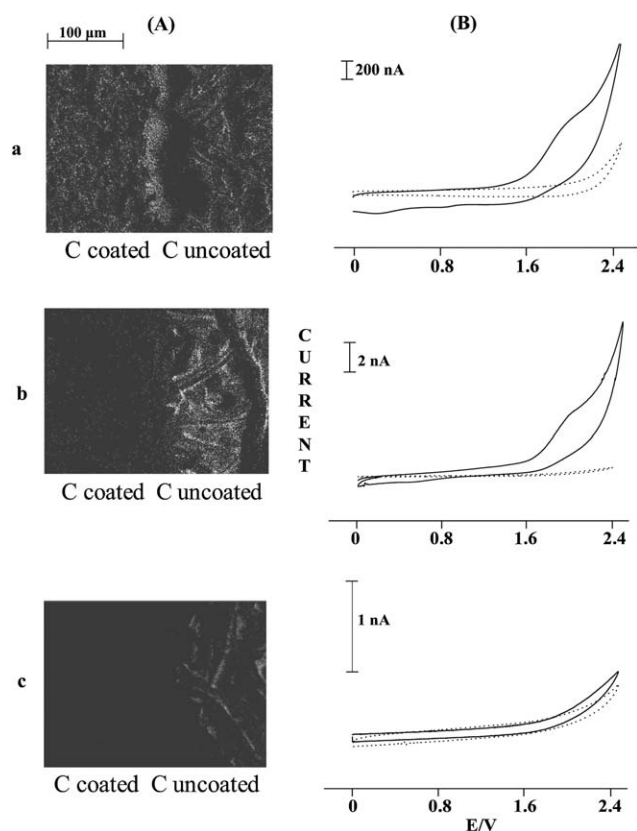 (A) (B)
100 µm
200 nA
a
C coated C uncoated
0 0.8 1.6 2.4
b
CURRENT
2 nA
C coated C uncoated
0 0.8 1.6 2.4
c
1 nA
C coated C uncoated
0 0.8 1.6 2.4
E/V